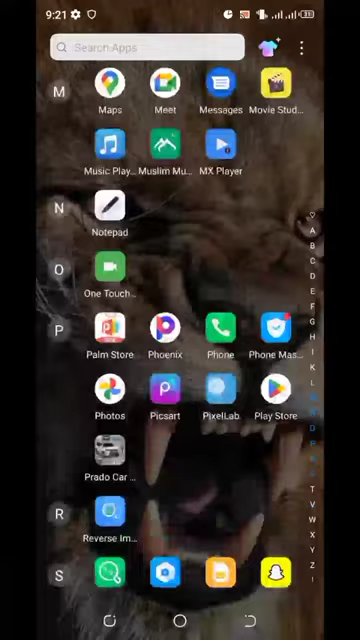 9:21
Search Apps
M
Maps Meet Messages Movie Stud...
Music Play... Muslim Mu... MX Player
N
Notepad
O
One Touch...
P
Palm Store Phoenix Phone Phone Mas...
Photos Picsart PixelLab Play Store
Prado Car ...
R
Reverse Im...
S
A
B
C
D
E
F
G
H
I
K
L
T
V
W
X
Y
Z
!